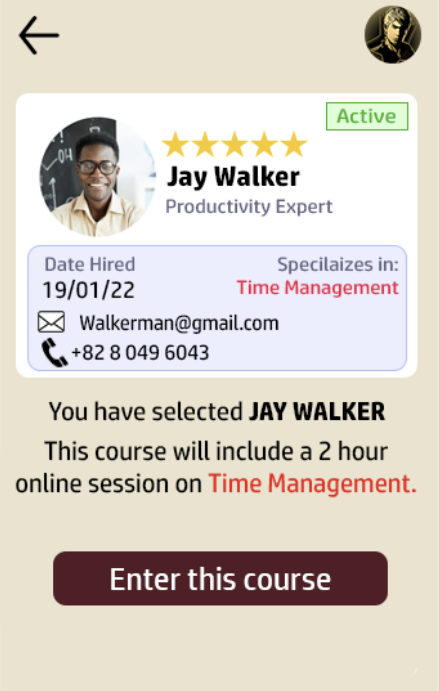 Active
Jay Walker
Productivity Expert
Date Hired
Specilaizes in:
19/01/22
Time Management
Walkerman@gmail.com
+82 8 049 6043
You have selected JAY WALKER
This course will include a 2 hour
online session on Time Management.
Enter this course